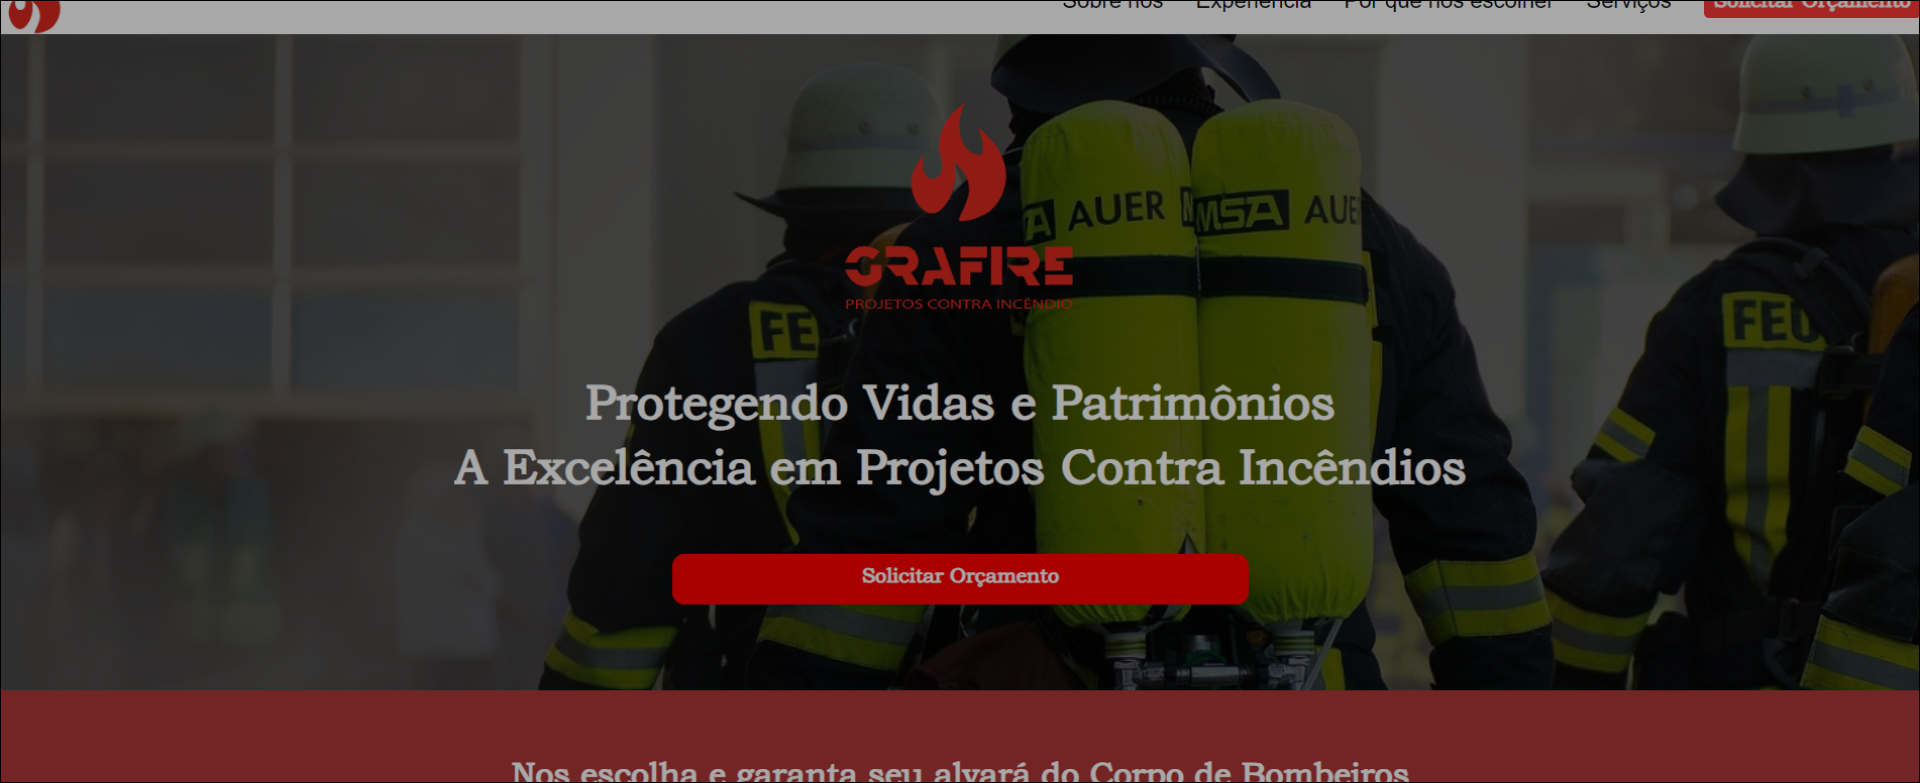 Sobre nós Experiência Por que nos escolher Serviços Solicitar Orçamento
GRAFIRE
PROJETOS CONTRA INCÊNDIO
AUER
MSA AUE
FE
FEU
Protegendo Vidas e Patrimônios
A Excelência em Projetos Contra Incêndios
Solicitar Orçamento
Nos escolha e garanta seu alvará do Corpo de Bombeiros